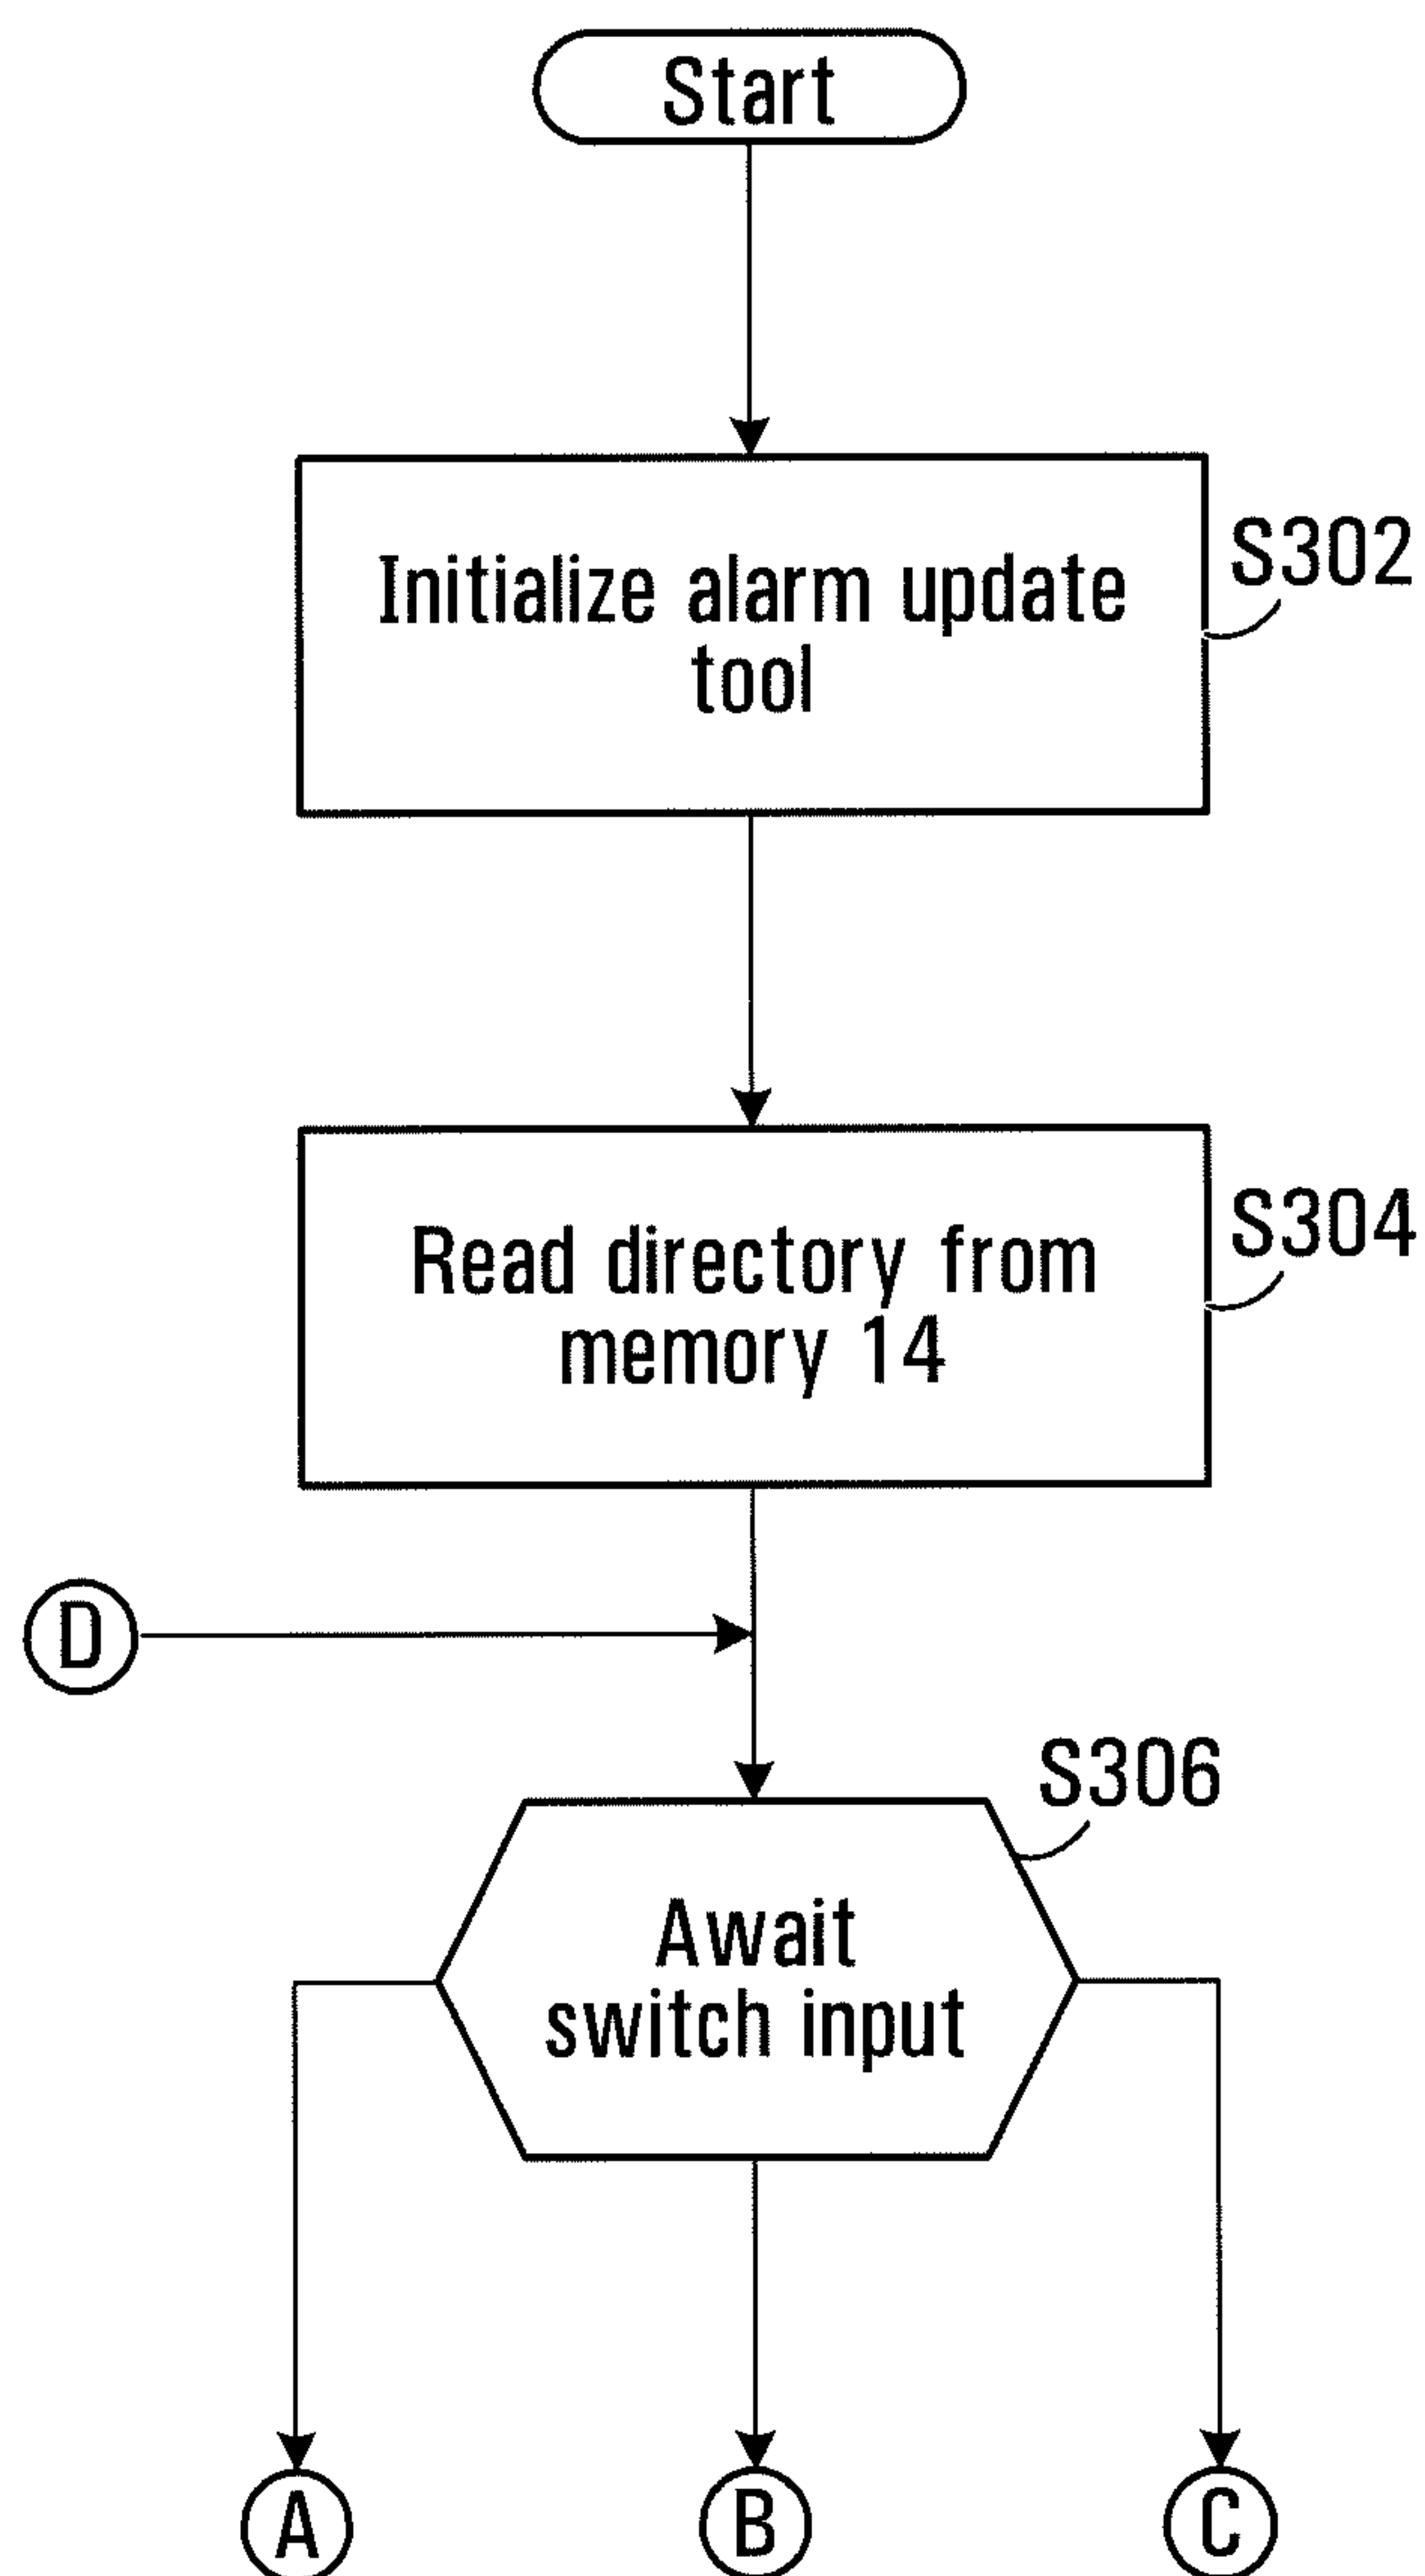 Start
Initialize alarm update
tool
S302
Read directory from
memory 14
S304
D
S306
Await
switch input
A
B
C